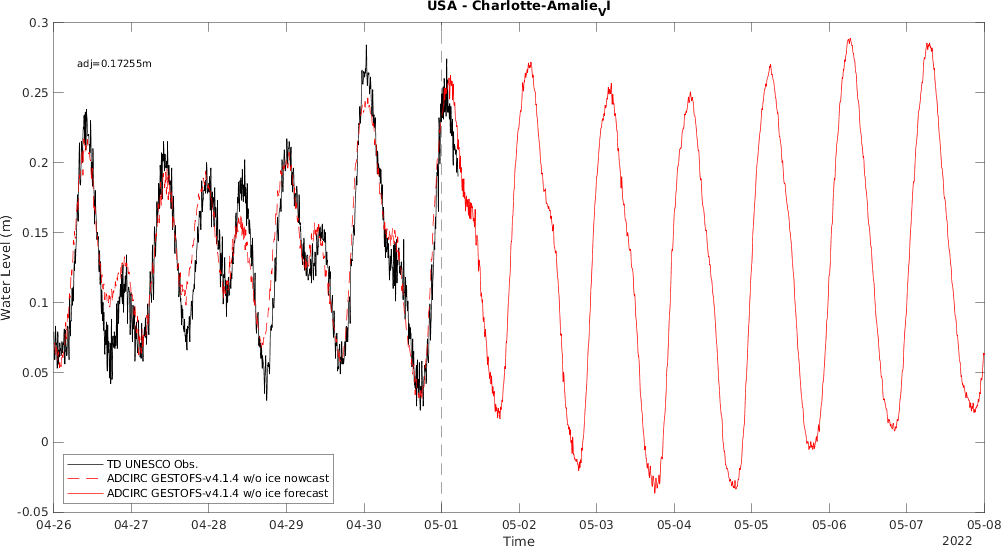 USA - Charlotte-AmalieVI
adj=0.17255m
0.3
0.25
0.2
0.15
0.1
0.05
0
-0.05
Water Level (m)
TD UNESCO Obs.
ADCIRC GESTOFS-v4.1.4 w/o ice nowcast
ADCIRC GESTOFS-v4.1.4 w/o ice forecast
04-26 04-27 04-28 04-29 04-30 05-01 05-02 05-03 05-04 05-05 05-06 05-07 05-08
Time
2022